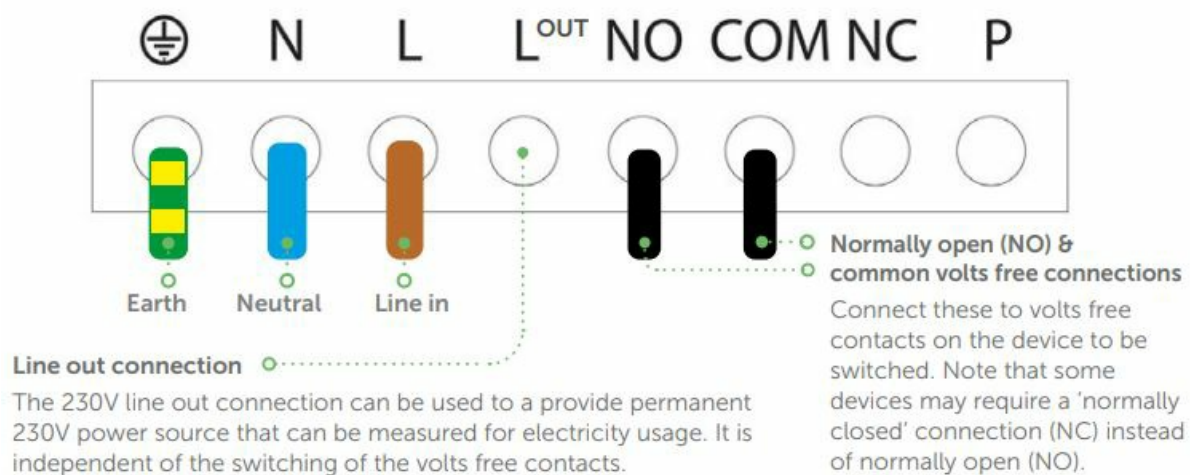 N L L OUT NO COM NC P
Earth Neutral Line in
Normally open (NO) &
common volts free connections
Connect these to volts free
contacts on the device to be
switched. Note that some
devices may require a 'normally
closed' connection (NC) instead
of normally open (NO).
Line out connection
The 230V line out connection can be used to a provide permanent
230V power source that can be measured for electricity usage. It is
independent of the switching of the volts free contacts.